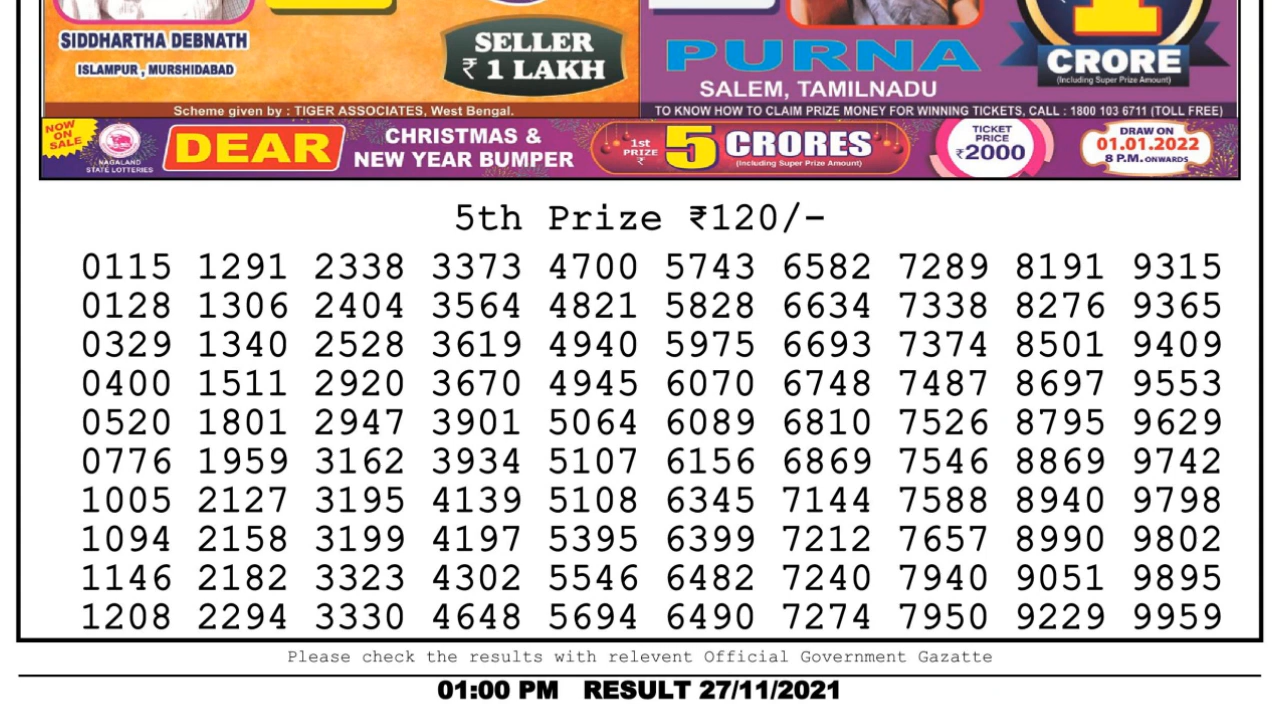 SIDDHARTHA DEBNATH
ISLAMPUR, MURSHIDABAD
SELLER
₹ 1 LAKH
PURNA
SALEM, TAMILNADU
1
CRORE
(Including Super Prize Amount)
Scheme given by : TIGER ASSOCIATES, West Bengal.
TO KNOW HOW TO CLAIM PRIZE MONEY FOR WINNING TICKETS, CALL : 1800 103 6711 (TOLL FREE)
NOW ON SALE
NAGALAND
STATE LOTTERIES
DEAR
CHRISTMAS &
NEW YEAR BUMPER
1st
PRIZE
₹
5 CRORES
(Including Super Prize Amount)
TICKET
PRICE
₹2000
DRAW ON
01.01.2022
8 P.M. ONWARDS
5th Prize ₹120/-
0115 1291 2338 3373 4700 5743 6582 7289 8191 9315
0128 1306 2404 3564 4821 5828 6634 7338 8276 9365
0329 1340 2528 3619 4940 5975 6693 7374 8501 9409
0400 1511 2920 3670 4945 6070 6748 7487 8697 9553
0520 1801 2947 3901 5064 6089 6810 7526 8795 9629
0776 1959 3162 3934 5107 6156 6869 7546 8869 9742
1005 2127 3195 4139 5108 6345 7144 7588 8940 9798
1094 2158 3199 4197 5395 6399 7212 7657 8990 9802
1146 2182 3323 4302 5546 6482 7240 7940 9051 9895
1208 2294 3330 4648 5694 6490 7274 7950 9229 9959
Please check the results with relevent Official Government Gazatte
01:00 PM RESULT 27/11/2021